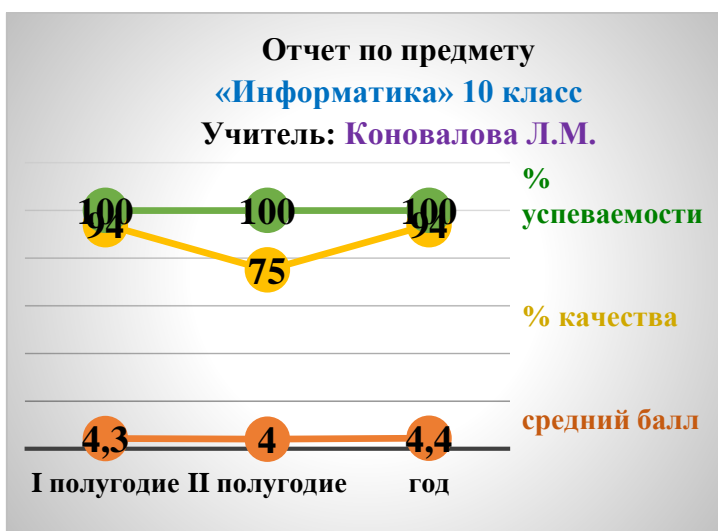 Отчет по предмету
«Информатика» 10 класс
Учитель: Коновалова Л.М.
%
успеваемости
100 100 100
94 94
75
% качества
средний балл
4,3 4 4,4
I полугодие II полугодие год